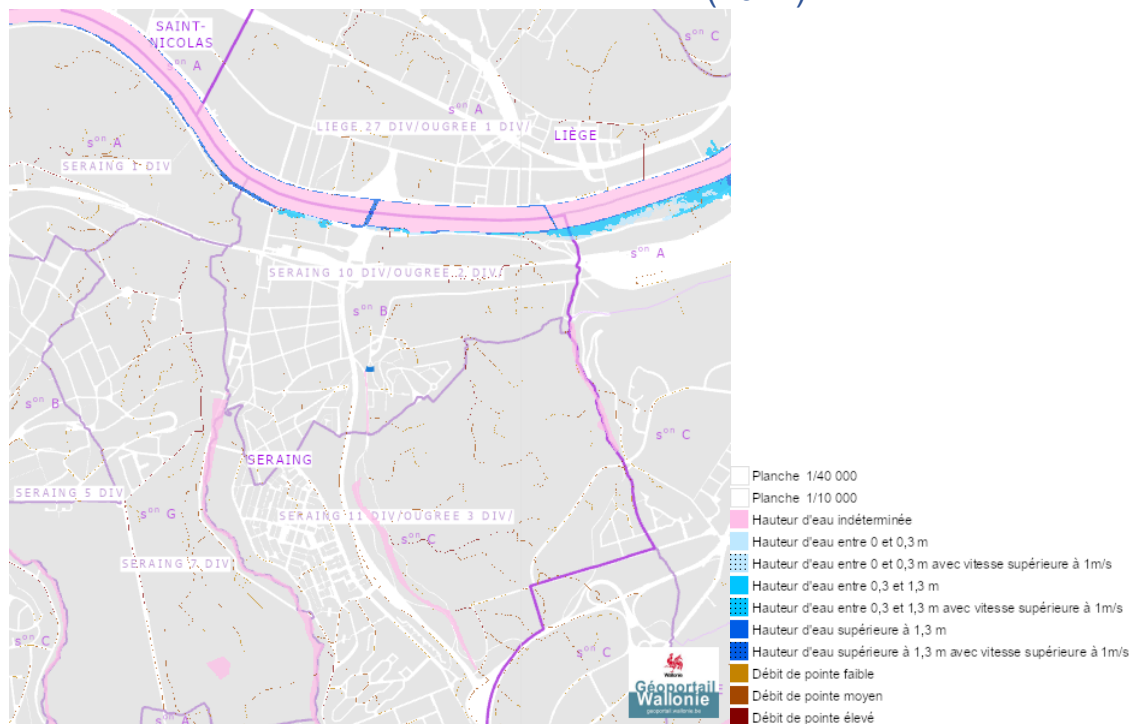 SAINT-
NICOLAS
sᵒⁿ A
sᵒⁿ C
sᵒⁿ A
LIEGE 27 DIV/OUGREE 1 DIV/
LIÈGE
sᵒⁿ A
SERAING 1 DIV
sᵒⁿ A
SERAING 10 DIV/OUGREE 2 DIV/
sᵒⁿ B
sᵒⁿ B
sᵒⁿ C
SERAING
SERAING 5 DIV
sᵒⁿ G
SERAING 11 DIV/OUGREE 3 DIV/
sᵒⁿ C
SERAING 7 DIV
sᵒⁿ C
sᵒⁿ C
Wallonie
Géoportail
Wallonie
geoportail.wallonie.be
Planche 1/40 000
Planche 1/10 000
Hauteur d'eau indéterminée
Hauteur d'eau entre 0 et 0,3 m
Hauteur d'eau entre 0 et 0,3 m avec vitesse supérieure à 1m/s
Hauteur d'eau entre 0,3 et 1,3 m
Hauteur d'eau entre 0,3 et 1,3 m avec vitesse supérieure à 1m/s
Hauteur d'eau supérieure à 1,3 m
Hauteur d'eau supérieure à 1,3 m avec vitesse supérieure à 1m/s
Débit de pointe faible
Débit de pointe moyen
Débit de pointe élevé